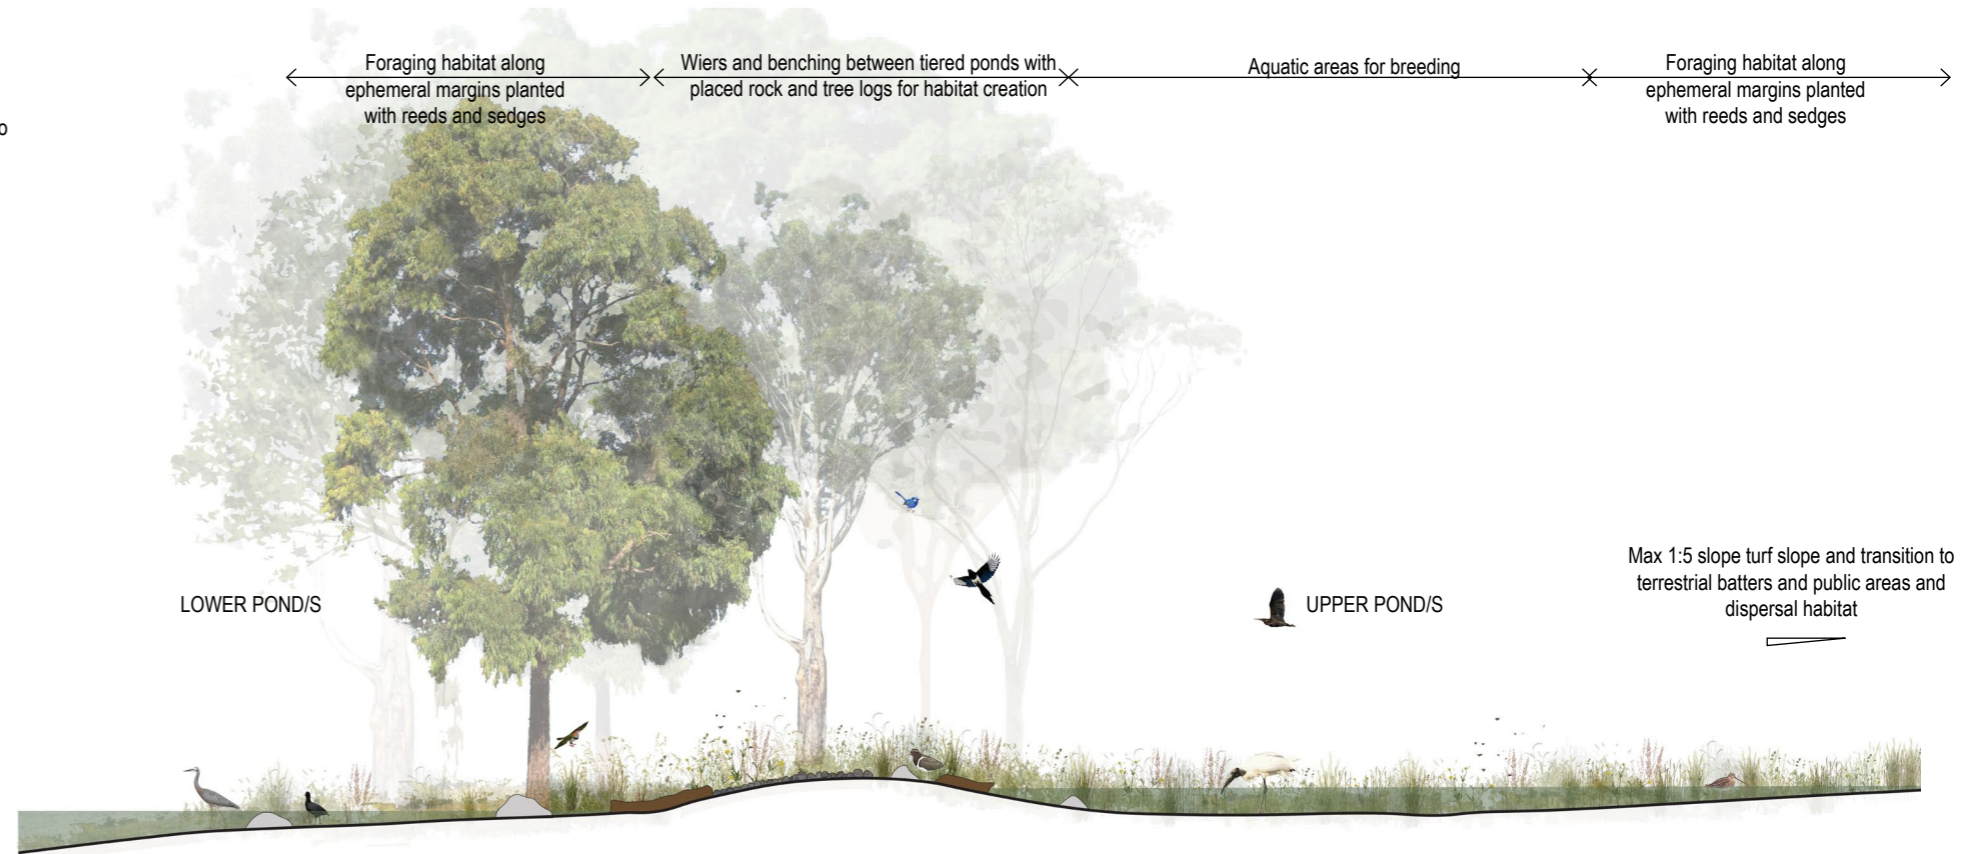 Foraging habitat along
ephemeral margins planted
with reeds and sedges
Wiers and benching between tiered ponds with
placed rock and tree logs for habitat creation
Aquatic areas for breeding
Foraging habitat along
ephemeral margins planted
with reeds and sedges
o
Max 1:5 slope turf slope and transition to
terrestrial batters and public areas and
dispersal habitat
LOWER POND/S
UPPER POND/S